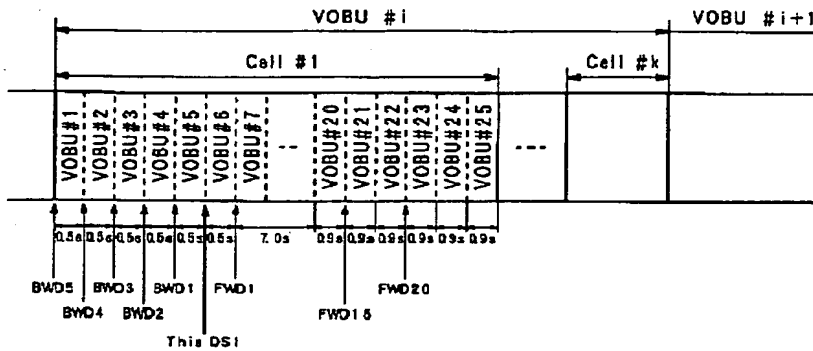 VOBU #i
VOBU #i+1
Cell #1
Cell #k
VOBU#1
VOBU#2
VOBU#3
VOBU#4
VOBU#5
VOBU#6
VOBU#7
--
VOBU#20
VOBU#21
VOBU#22
VOBU#23
VOBU#24
VOBU#25
---
0.5s 0.5s 0.5s 0.5s 0.5s 0.5s 7.0s 0.9s 0.9s 0.9s 0.9s 0.9s 0.9s
BWD5 BWD3 BWD1 FWD1 FWD20
BWD4 BWD2 FWD15
This DSI